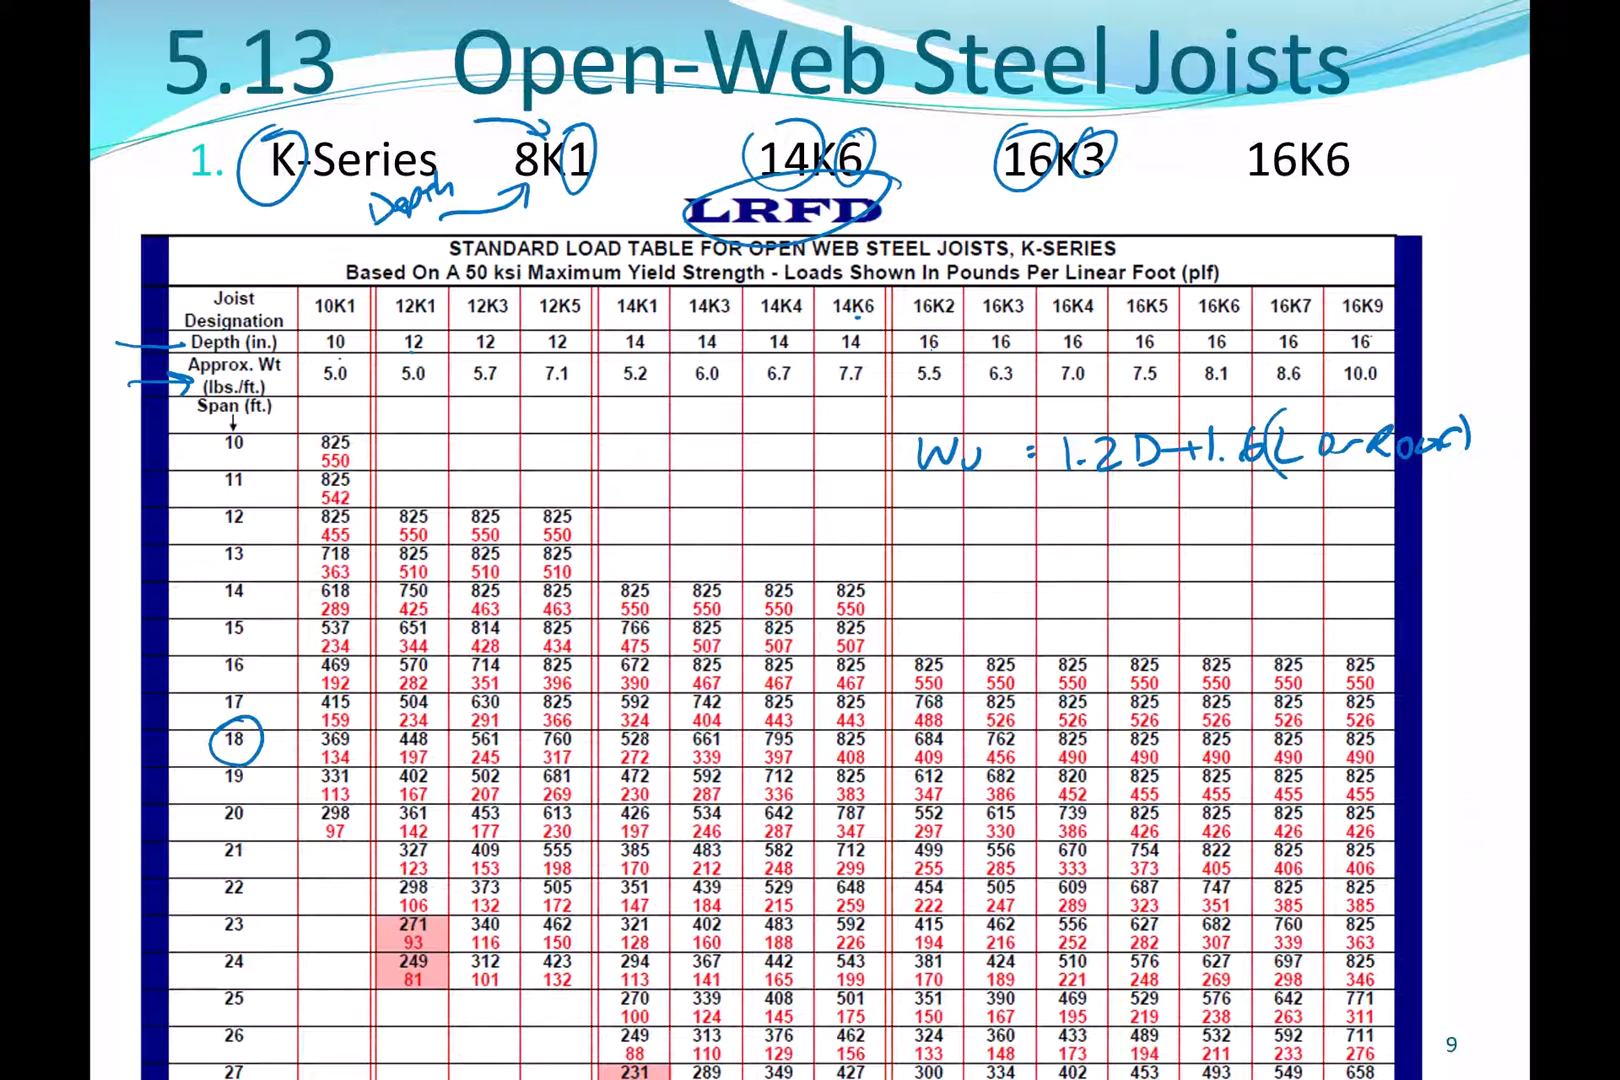 5.13 Open-Web Steel Joists
1. K-Series 8K1 14K6 16K3 16K6
Depth
LRFD
STANDARD LOAD TABLE FOR OPEN WEB STEEL JOISTS, K-SERIES
Based On A 50 ksi Maximum Yield Strength - Loads Shown In Pounds Per Linear Foot (plf)
Joist Designation 10K1 12K1 12K3 12K5 14K1 14K3 14K4 14K6 16K2 16K3 16K4 16K5 16K6 16K7 16K9
Depth (in.) 10 12 12 12 14 14 14 14 16 16 16 16 16 16 16
Approx. Wt (lbs./ft.) 5.0 5.0 5.7 7.1 5.2 6.0 6.7 7.7 5.5 6.3 7.0 7.5 8.1 8.6 10.0
Span (ft.)
↓
Wu = 1.2D+1.6(L or Roof)
10 825
550
11 825
542
12 825 825 825 825
455 550 550 550
13 718 825 825 825
363 510 510 510
14 618 750 825 825 825 825 825 825
289 425 463 463 550 550 550 550
15 537 651 814 825 766 825 825 825
234 344 428 434 475 507 507 507
16 469 570 714 825 672 825 825 825 825 825 825 825 825 825 825
192 282 351 396 390 467 467 467 550 550 550 550 550 550 550
17 415 504 630 825 592 742 825 825 768 825 825 825 825 825 825
159 234 291 366 324 404 443 443 488 526 526 526 526 526 526
18 369 448 561 760 528 661 795 825 684 762 825 825 825 825 825
134 197 245 317 272 339 397 408 409 456 490 490 490 490 490
19 331 402 502 681 472 592 712 825 612 682 820 825 825 825 825
113 167 207 269 230 287 336 383 347 386 452 455 455 455 455
20 298 361 453 613 426 534 642 787 552 615 739 825 825 825 825
97 142 177 230 197 246 287 347 297 330 386 426 426 426 426
21 327 409 555 385 483 582 712 499 556 670 754 822 825 825
123 153 198 170 212 248 299 255 285 333 373 405 406 406
22 298 373 505 351 439 529 648 454 505 609 687 747 825 825
106 132 172 147 184 215 259 222 247 289 323 351 385 385
23 271 340 462 321 402 483 592 415 462 556 627 682 760 825
93 116 150 128 160 188 226 194 216 252 282 307 339 363
24 249 312 423 294 367 442 543 381 424 510 576 627 697 825
81 101 132 113 141 165 199 170 189 221 248 269 298 346
25 270 339 408 501 351 390 469 529 576 642 771
100 124 145 175 150 167 195 219 238 263 311
26 249 313 376 462 324 360 433 489 532 592 711
88 110 129 156 133 148 173 194 211 233 276
27 231 289 349 427 300 334 402 453 493 549 658
9